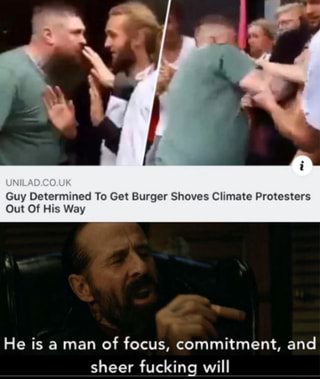 UNILAD.CO.UK
Guy Determined To Get Burger Shoves Climate Protesters
Out Of His Way
He is a man of focus, commitment, and
sheer fucking will